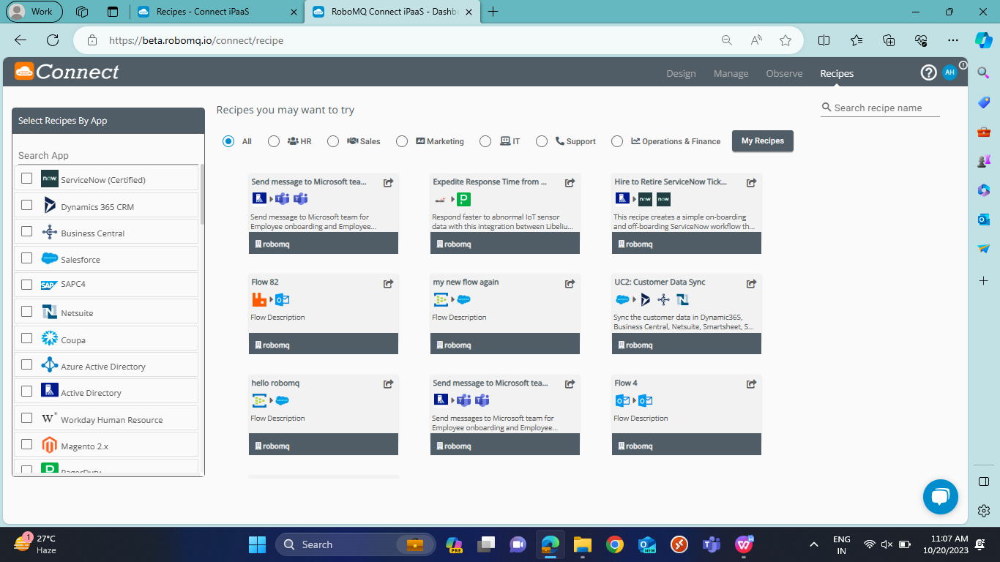 Work
Recipes - Connect iPaaS
RoboMQ Connect iPaaS - Dashbo
https://beta.robomq.io/connect/recipe
Connect
Design
Manage
Observe
Recipes
AH
Select Recipes By App
Search App
now ServiceNow (Certified)
Dynamics 365 CRM
Business Central
Salesforce
SAP SAPC4
Netsuite
Coupa
Azure Active Directory
Active Directory
W Workday Human Resource
Magento 2.x
PagerDuty
Recipes you may want to try
Search recipe name
All
HR
Sales
Ad Marketing
IT
Support
Operations & Finance
My Recipes
Send message to Microsoft tea...
Send message to Microsoft team for
Employee onboarding and Employee...
robomq
Expedite Response Time from ...
Respond faster to abnormal IoT sensor
data with this integration between Libeliu...
robomq
Hire to Retire ServiceNow Tick...
now now
This recipe creates a simple on-boarding
and off-boarding ServiceNow workflow th...
robomq
Flow 82
Flow Description
robomq
my new flow again
Flow Description
robomq
UC2: Customer Data Sync
Sync the customer data in Dynamic365,
Business Central, Netsuite, Smartsheet, S...
robomq
hello robomq
Flow Description
robomq
Send message to Microsoft tea...
Send messages to Microsoft team for
Employee onboarding and Employee...
robomq
Flow 4
Flow Description
robomq
1
27°C
Haze
Search
PRE
NEW
ENG
IN
11:07 AM
10/20/2023